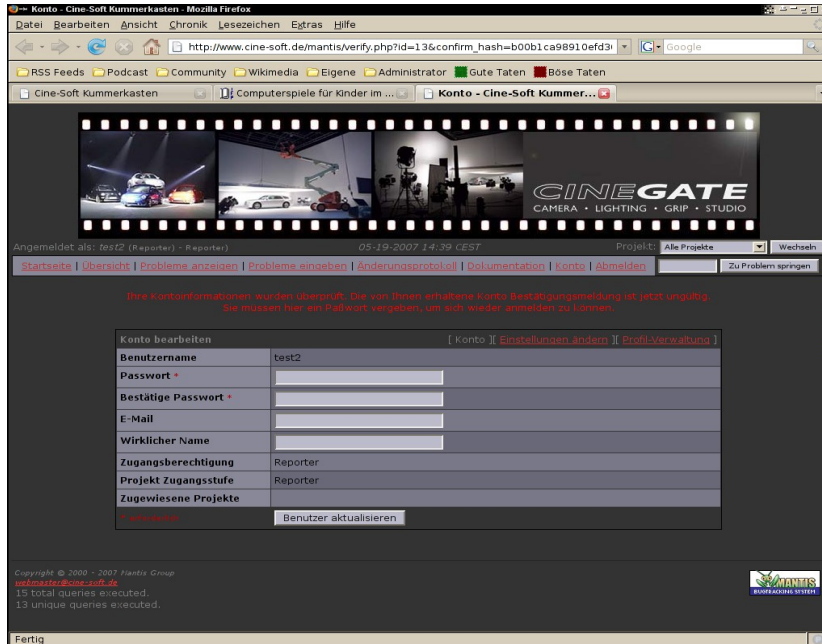 Konto - Cine-Soft Kummerkasten - Mozilla Firefox
Datei Bearbeiten Ansicht Chronik Lesezeichen Extras Hilfe
http://www.cine-soft.de/mantis/verify.php?id=13&confirm_hash=b00b1ca98910efd3
Google
RSS Feeds Podcast Community Wikimedia Eigene Administrator Gute Taten Böse Taten
Cine-Soft Kummerkasten Computerspiele für Kinder im ... Konto - Cine-Soft Kummer...
CINEGATE
CAMERA • LIGHTING • GRIP • STUDIO
Angemeldet als: test2 (Reporter) - Reporter) 05-19-2007 14:39 CEST Projekt: Alle Projekte Wechseln
Startseite | Übersicht | Probleme anzeigen | Probleme eingeben | Änderungsprotokoll | Dokumentation | Konto | Abmelden Zu Problem springen
Ihre Kontoinformationen wurden überprüft. Die von Ihnen erhaltene Konto Bestätigungsmeldung ist jetzt ungültig.
Sie müssen hier ein Paßwort vergeben, um sich wieder anmelden zu können.
Konto bearbeiten [ Konto ][ Einstellungen ändern ][ Profil-Verwaltung ]
Benutzername test2
Passwort *
Bestätige Passwort *
E-Mail
Wirklicher Name
Zugangsberechtigung Reporter
Projekt Zugangsstufe Reporter
Zugewiesene Projekte
Benutzer aktualisieren
Copyright © 2000 - 2007 Mantis Group
webmaster@cine-soft.de
15 total queries executed.
13 unique queries executed.
MANTIS
BUGTRACKING SYSTEM
Fertig